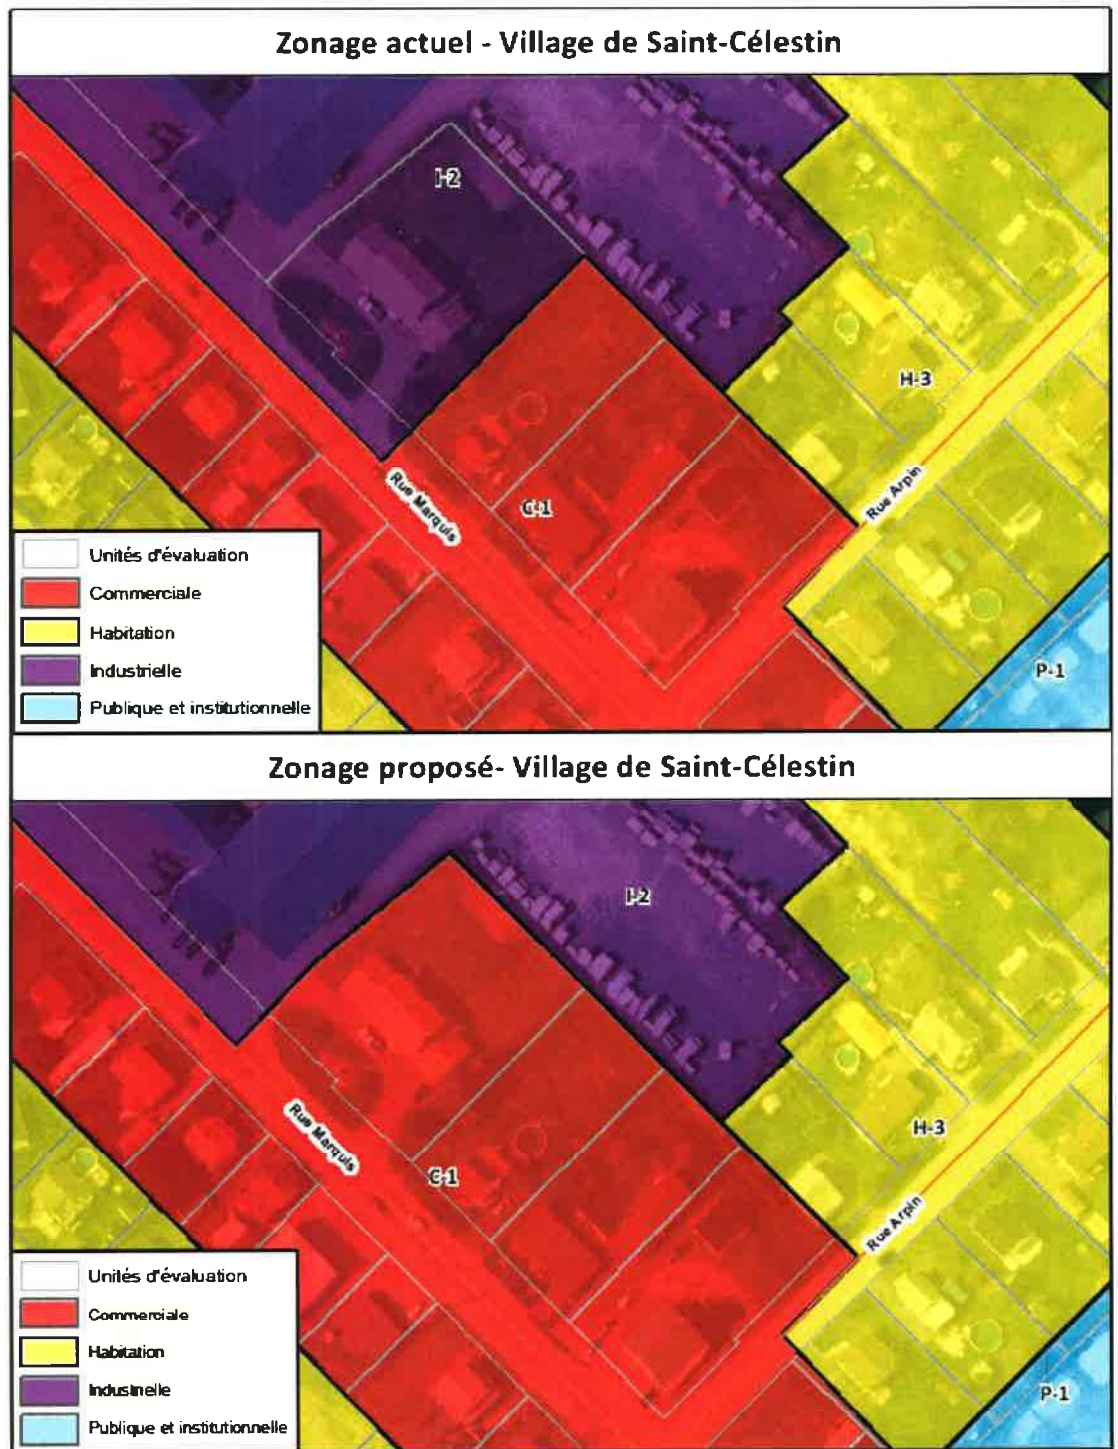 Zonage actuel - Village de Saint-Célestin
I-2
H-3
Rue Marquis
C-1
Rue Arpin
P-1
Unités d'évaluation
Commerciale
Habitation
Industrielle
Publique et institutionnelle
Zonage proposé- Village de Saint-Célestin
I-2
Rue Marquis
C-1
H-3
Rue Arpin
P-1
Unités d'évaluation
Commerciale
Habitation
Industrielle
Publique et institutionnelle